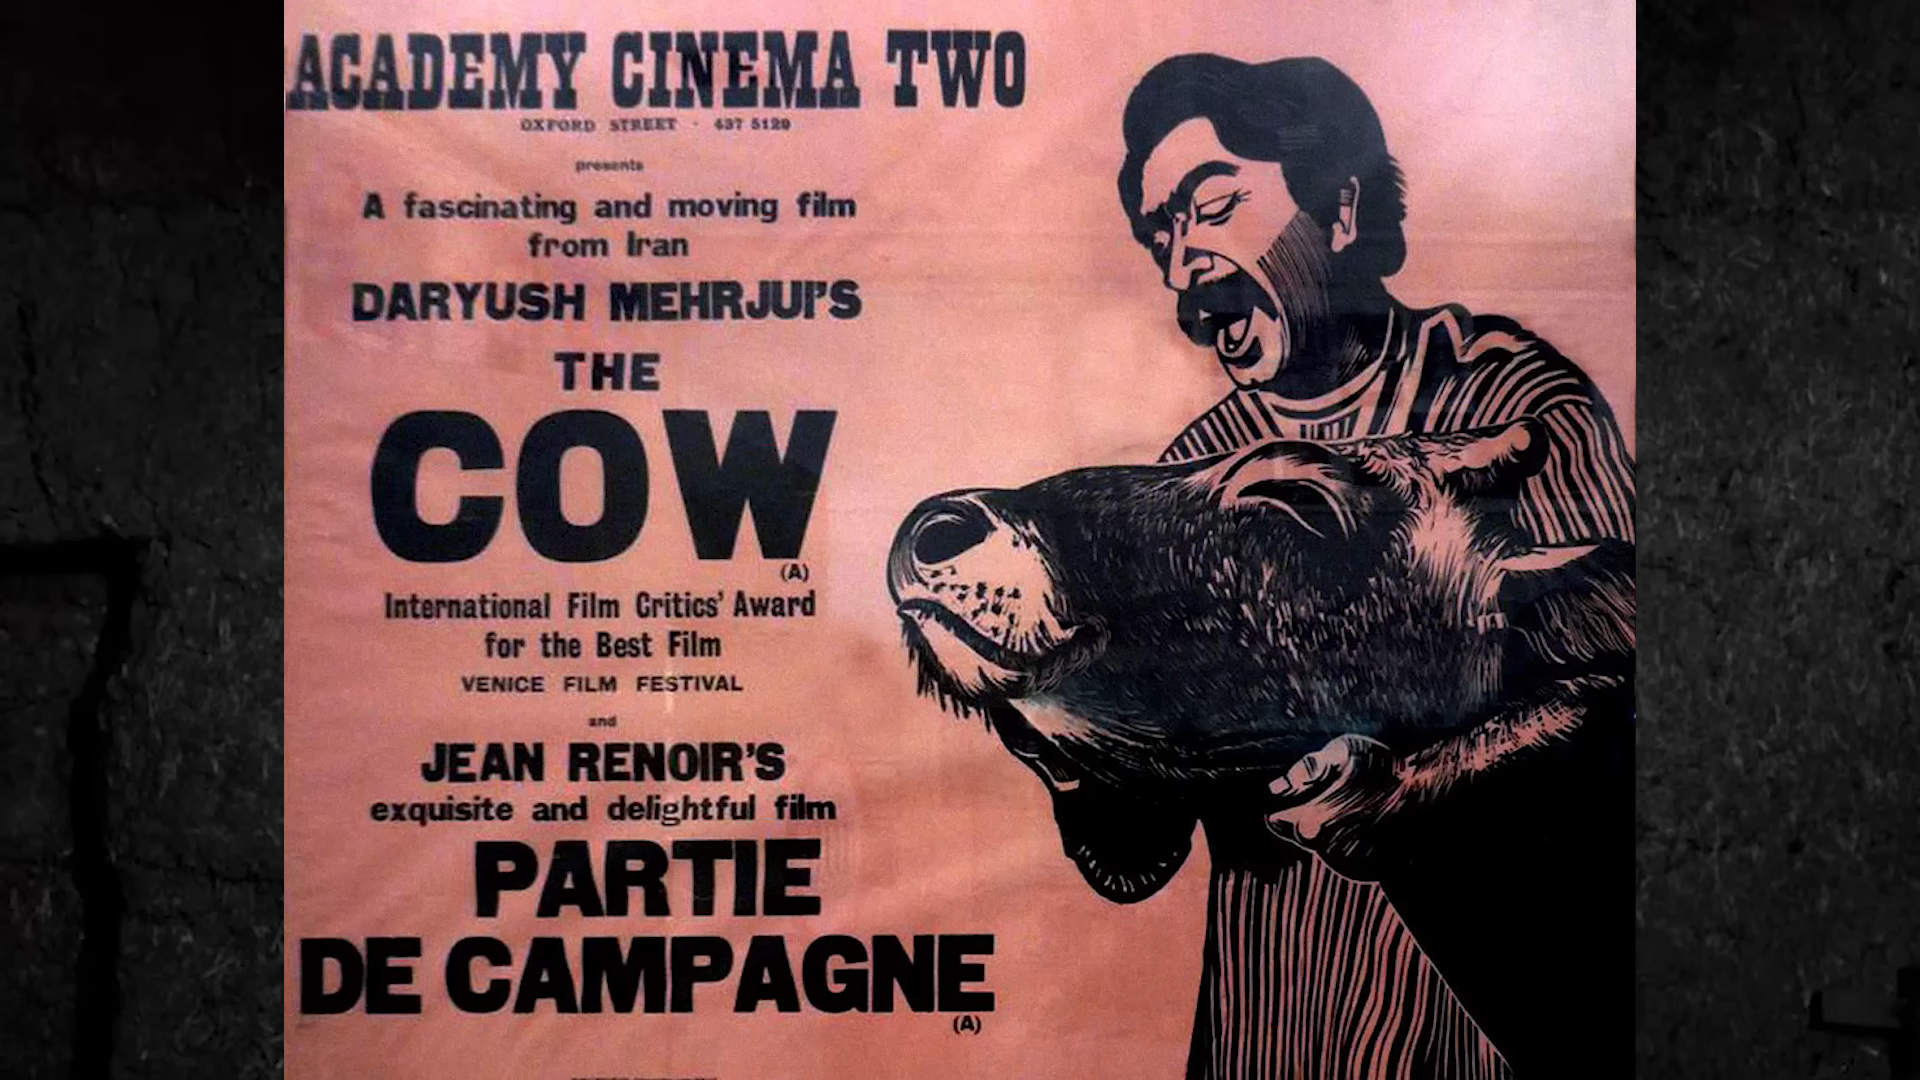 ACADEMY CINEMA TWO
OXFORD STREET · 437 5129
presents
A fascinating and moving film
from Iran
DARYUSH MEHRJUI'S
THE
COW
(A)
International Film Critics' Award
for the Best Film
VENICE FILM FESTIVAL
and
JEAN RENOIR'S
exquisite and delightful film
PARTIE
DE CAMPAGNE
(A)